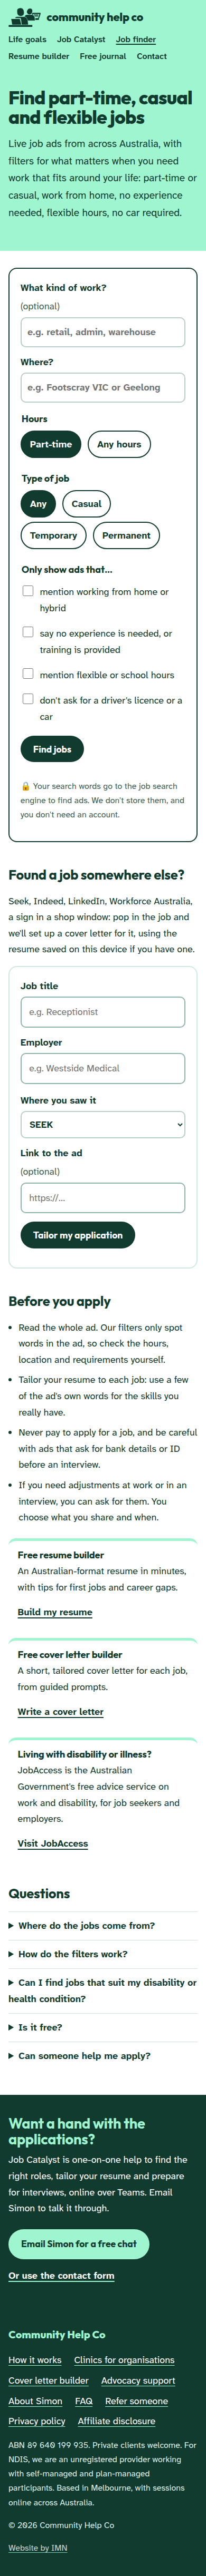 community help co
Life goals Job Catalyst Job finder
Resume builder Free journal Contact
Find part-time, casual
and flexible jobs
Live job ads from across Australia, with
filters for what matters when you need
work that fits around your life: part-time or
casual, work from home, no experience
needed, flexible hours, no car required.
What kind of work?
(optional)
e.g. retail, admin, warehouse
Where?
e.g. Footscray VIC or Geelong
Hours
Part-time Any hours
Type of job
Any Casual
Temporary Permanent
Only show ads that...
mention working from home or
hybrid
say no experience is needed, or
training is provided
mention flexible or school hours
don't ask for a driver's licence or a
car
Find jobs
🔒 Your search words go to the job search
engine to find ads. We don't store them, and
you don't need an account.
Found a job somewhere else?
Seek, Indeed, LinkedIn, Workforce Australia,
a sign in a shop window: pop in the job and
we'll set up a cover letter for it, using the
resume saved on this device if you have one.
Job title
e.g. Receptionist
Employer
e.g. Westside Medical
Where you saw it
SEEK
Link to the ad
(optional)
https://...
Tailor my application
Before you apply
• Read the whole ad. Our filters only spot
words in the ad, so check the hours,
location and requirements yourself.
• Tailor your resume to each job: use a few
of the ad's own words for the skills you
really have.
• Never pay to apply for a job, and be careful
with ads that ask for bank details or ID
before an interview.
• If you need adjustments at work or in an
interview, you can ask for them. You
choose what you share and when.
Free resume builder
An Australian-format resume in minutes,
with tips for first jobs and career gaps.
Build my resume
Free cover letter builder
A short, tailored cover letter for each job,
from guided prompts.
Write a cover letter
Living with disability or illness?
JobAccess is the Australian
Government's free advice service on
work and disability, for job seekers and
employers.
Visit JobAccess
Questions
Where do the jobs come from?
How do the filters work?
Can I find jobs that suit my disability or
health condition?
Is it free?
Can someone help me apply?
Want a hand with the
applications?
Job Catalyst is one-on-one help to find the
right roles, tailor your resume and prepare
for interviews, online over Teams. Email
Simon to talk it through.
Email Simon for a free chat
Or use the contact form
Community Help Co
How it works Clinics for organisations
Cover letter builder Advocacy support
About Simon FAQ Refer someone
Privacy policy Affiliate disclosure
ABN 89 640 199 935. Private clients welcome. For
NDIS, we are an unregistered provider working
with self-managed and plan-managed
participants. Based in Melbourne, with sessions
online across Australia.
© 2026 Community Help Co
Website by IMN